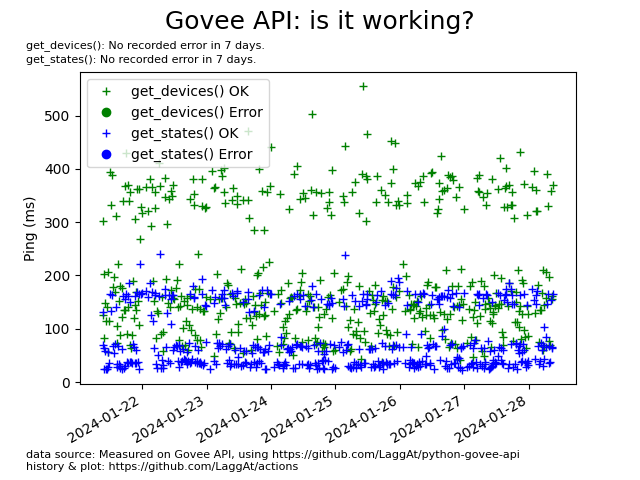 Govee API: is it working?
get_devices(): No recorded error in 7 days.
get_states(): No recorded error in 7 days.
get_devices() OK
get_devices() Error
get_states() OK
get_states() Error
Ping (ms)
500
400
300
200
100
0
2024-01-22
2024-01-23
2024-01-24
2024-01-25
2024-01-26
2024-01-27
2024-01-28
data source: Measured on Govee API, using https://github.com/LaggAt/python-govee-api
history & plot: https://github.com/LaggAt/actions